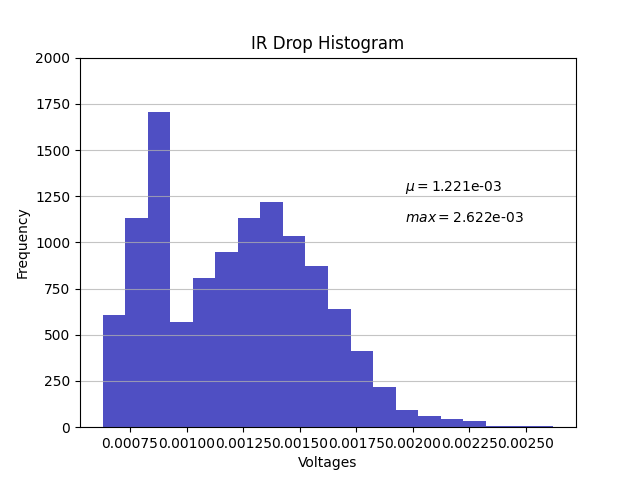 IR Drop Histogram
2000
1750
1500
1250
1000
750
500
250
0
Frequency
μ = 1.221e-03
max = 2.622e-03
0.00075 0.00100 0.00125 0.00150 0.00175 0.00200 0.00225 0.00250
Voltages